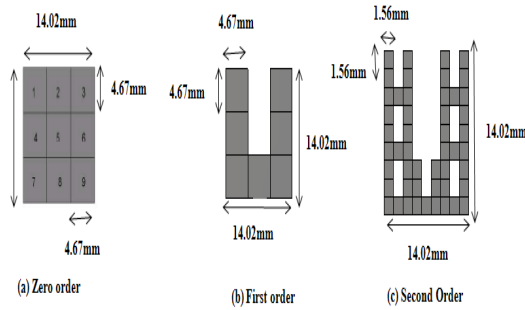 14.02mm
1 2 3
4 5 6
7 8 9
4.67mm
4.67mm
(a) Zero order
4.67mm
4.67mm
14.02mm
14.02mm
(b) First order
1.56mm
1.56mm
14.02mm
14.02mm
(c) Second Order